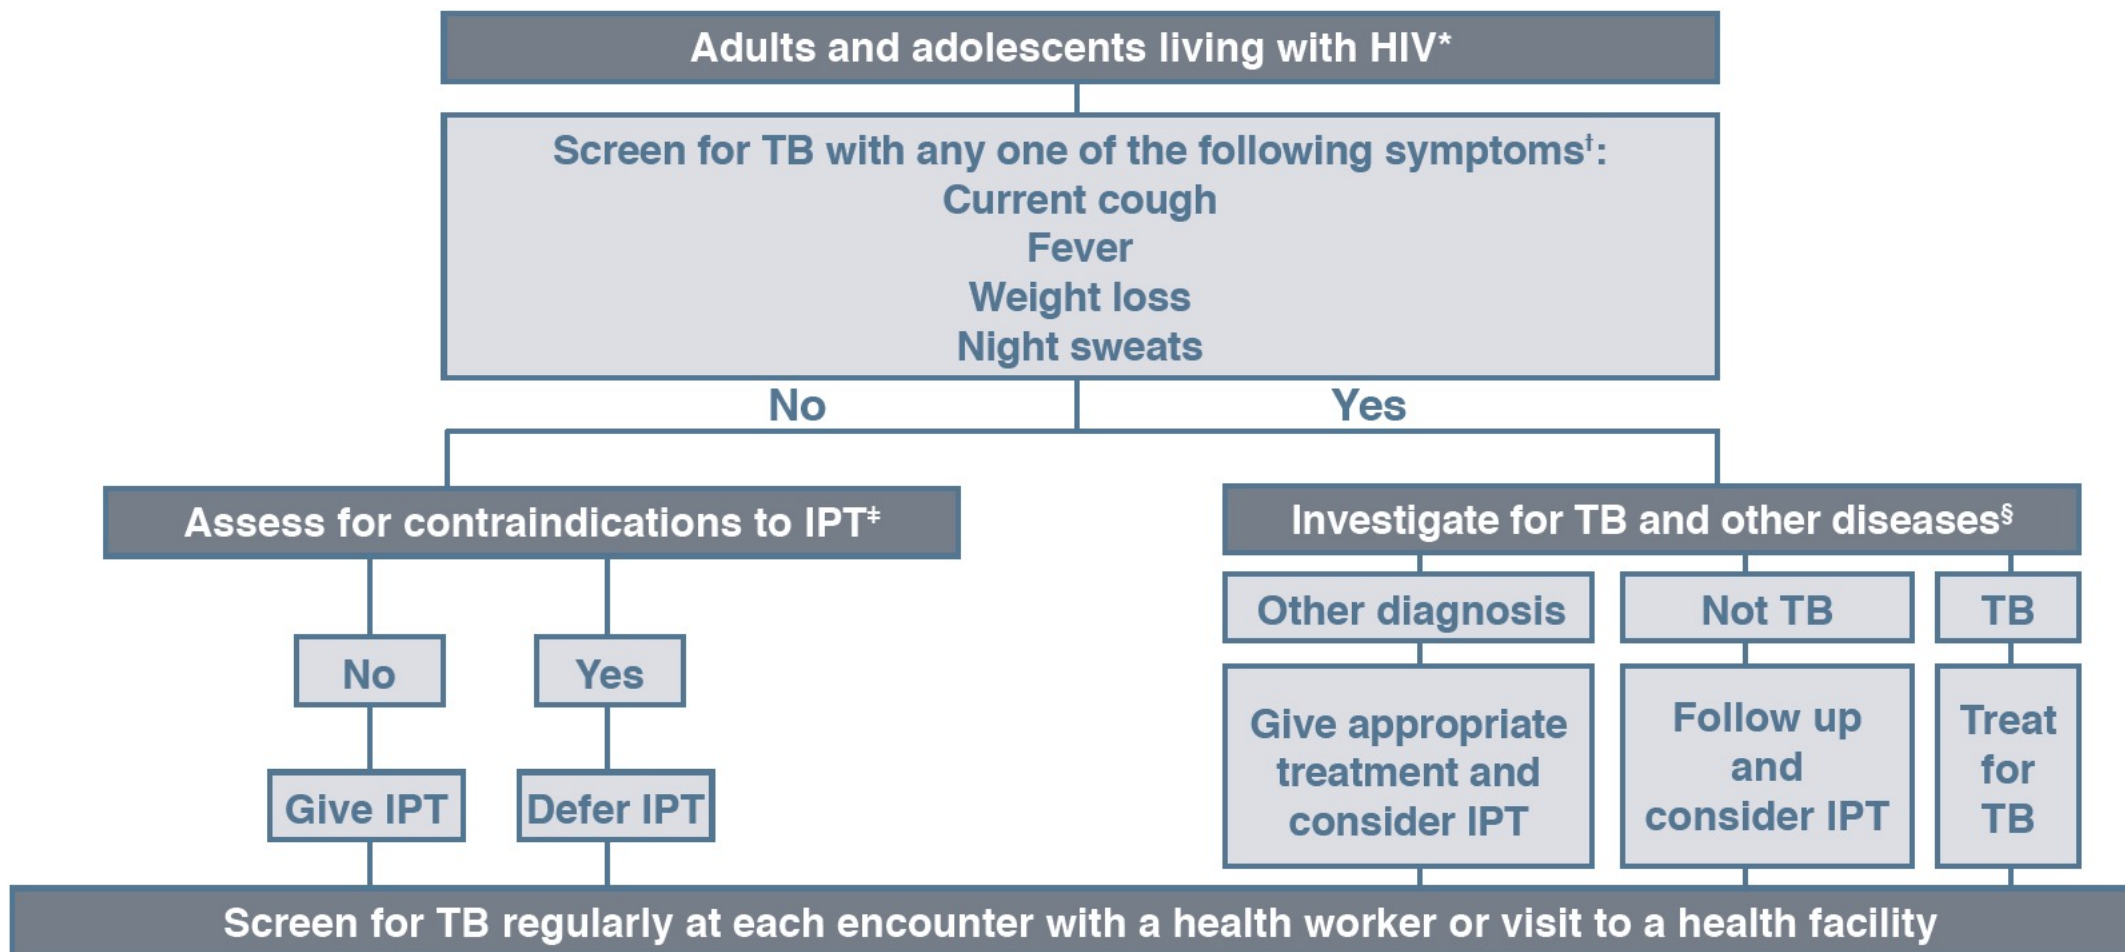 Adults and adolescents living with HIV*
Screen for TB with any one of the following symptoms†:
Current cough
Fever
Weight loss
Night sweats
No
Yes
Assess for contraindications to IPT‡
Investigate for TB and other diseases§
No
Yes
Give IPT
Defer IPT
Other diagnosis
Not TB
TB
Give appropriate
treatment and
consider IPT
Follow up
and
consider IPT
Treat
for
TB
Screen for TB regularly at each encounter with a health worker or visit to a health facility